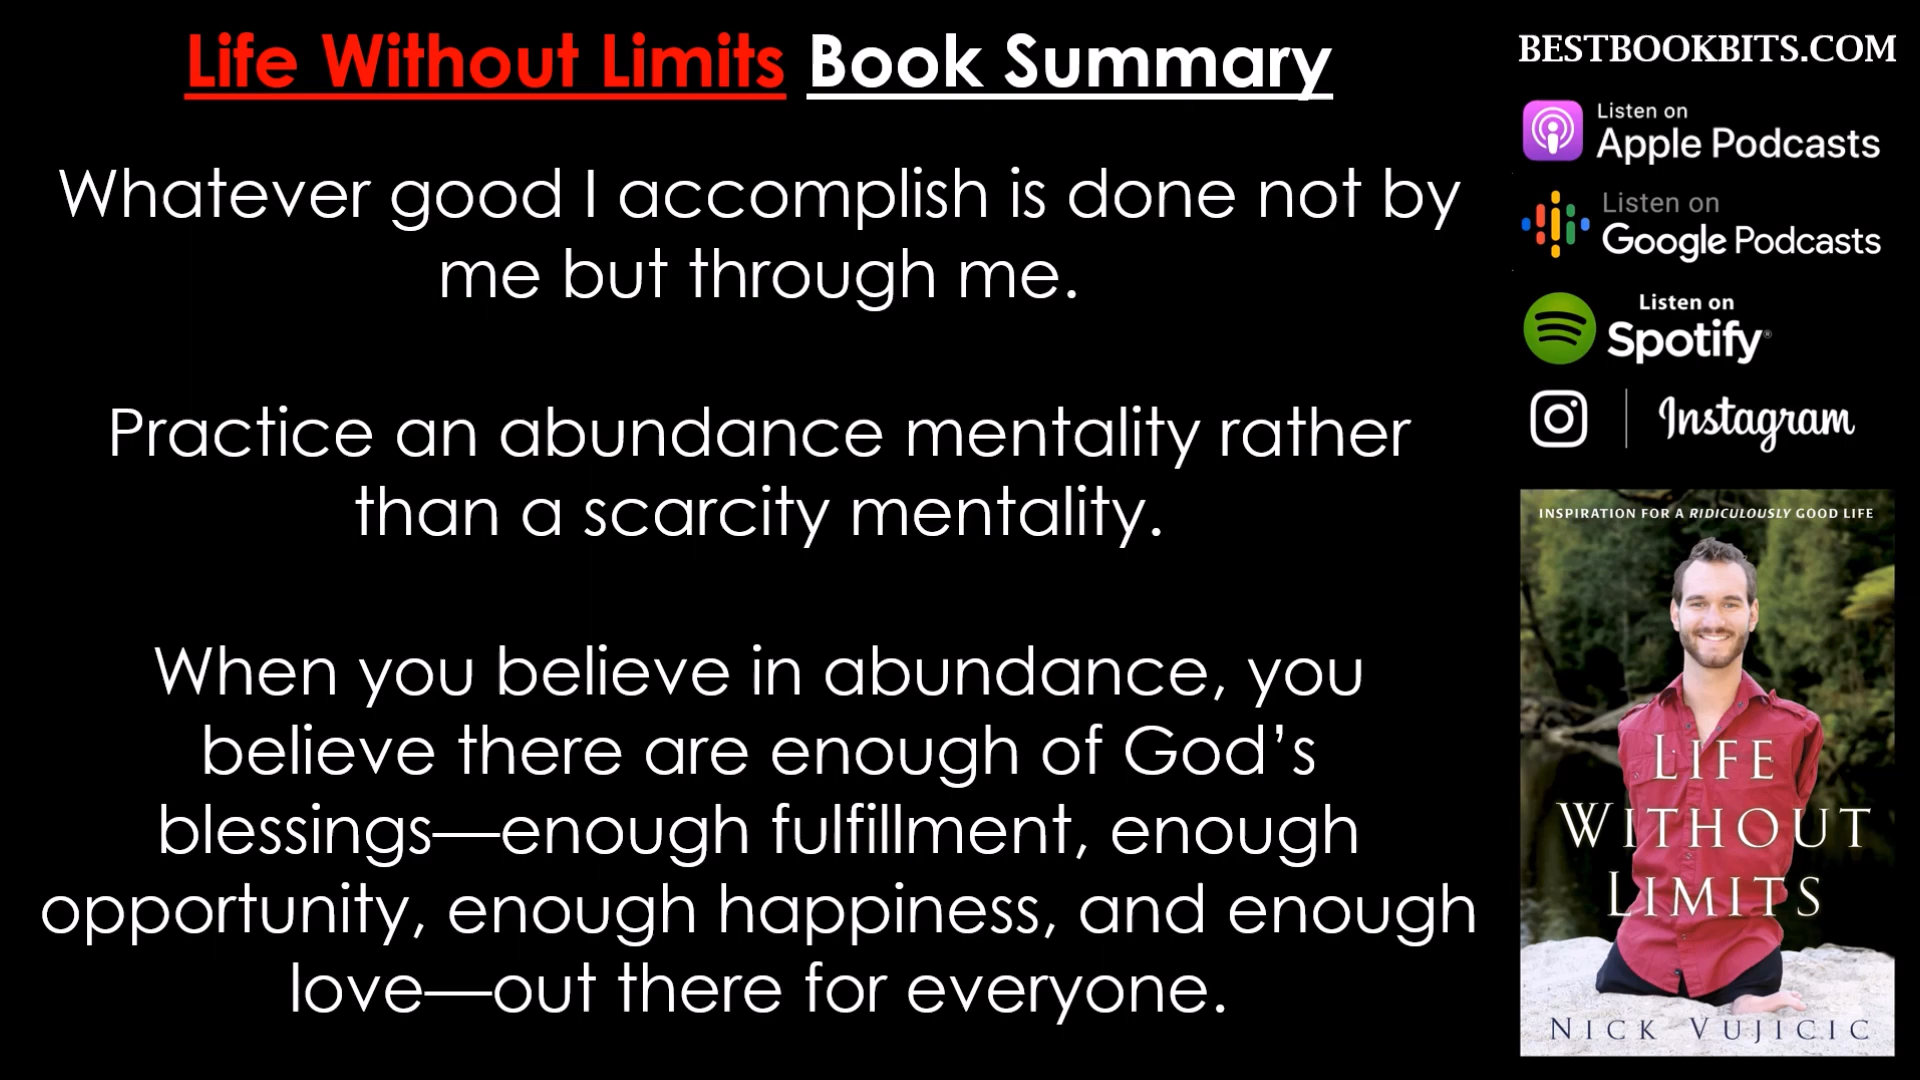 Life Without Limits Book Summary
Whatever good I accomplish is done not by
me but through me.
Practice an abundance mentality rather
than a scarcity mentality.
When you believe in abundance, you
believe there are enough of God’s
blessings—enough fulfillment, enough
opportunity, enough happiness, and enough
love—out there for everyone.
BESTBOOKBITS.COM
Listen on
Apple Podcasts
Listen on
Google Podcasts
Listen on
Spotify®
Instagram
INSPIRATION FOR A RIDICULOUSLY GOOD LIFE
LIFE
WITHOUT
LIMITS
NICK VUJICIC